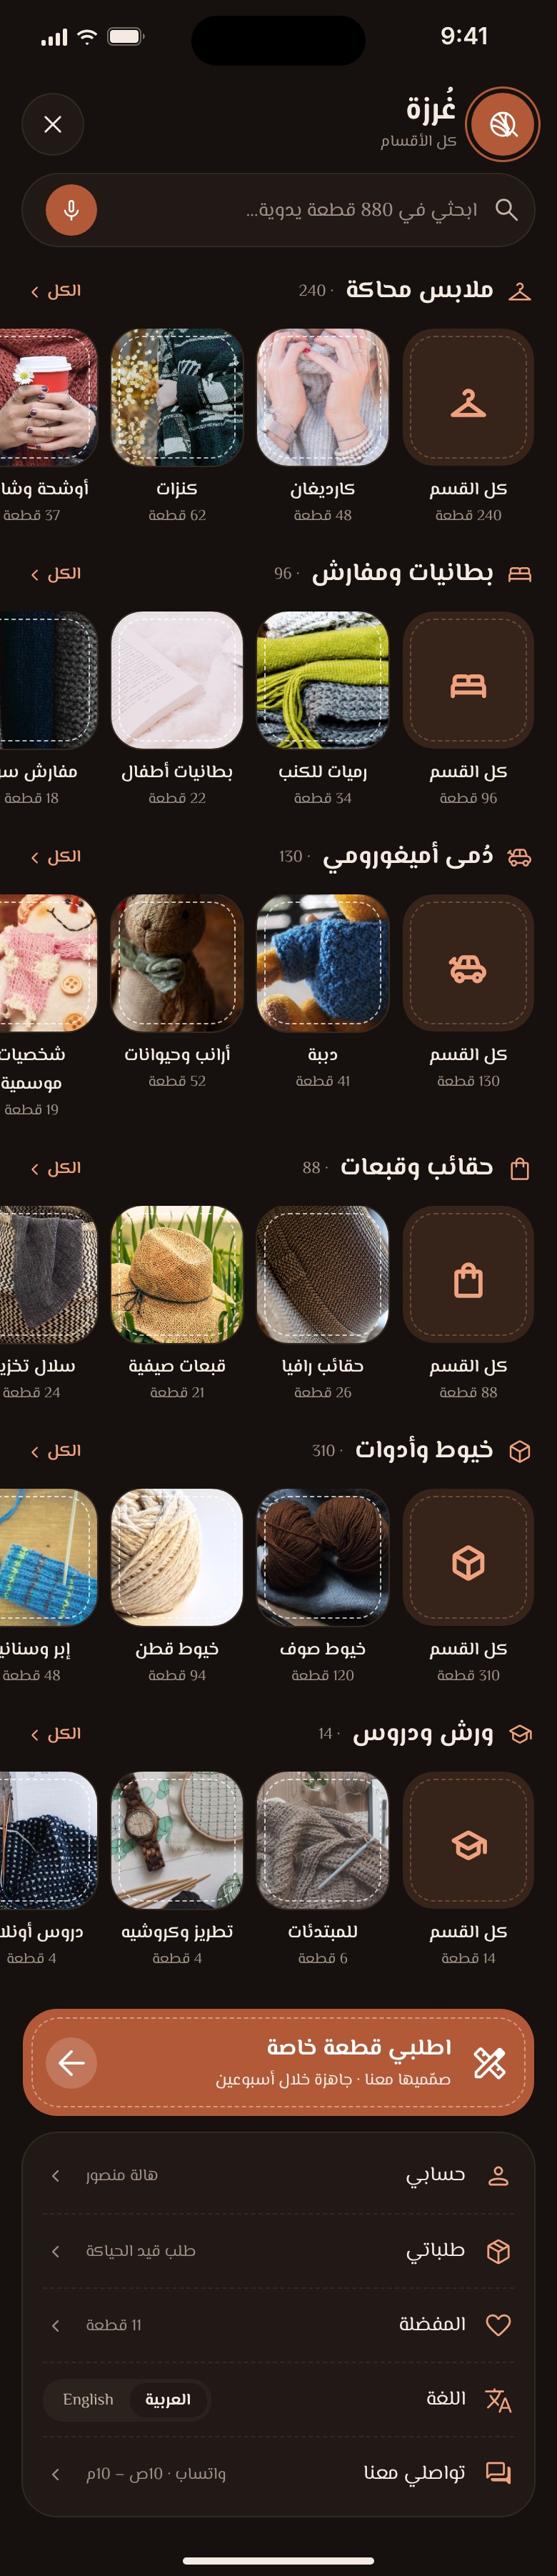 9:41
غُرزة
كل الأقسام
ابحثي في 880 قطعة يدوية...
ملابس محاكة · 240
الكل
كل القسم
240 قطعة
كارديغان
48 قطعة
كنزات
62 قطعة
أوشحة وشا
37 قطعة
بطانيات ومفارش · 96
الكل
كل القسم
96 قطعة
رميات للكنب
34 قطعة
بطانيات أطفال
22 قطعة
مفارش سر
18 قطعة
دُمى أميغورومي · 130
الكل
كل القسم
130 قطعة
دببة
41 قطعة
أرانب وحيوانات
52 قطعة
شخصيات
موسمية
19 قطعة
حقائب وقبعات · 88
الكل
كل القسم
88 قطعة
حقائب رافيا
26 قطعة
قبعات صيفية
21 قطعة
سلال تخزي
24 قطعة
خيوط وأدوات · 310
الكل
كل القسم
310 قطعة
خيوط صوف
120 قطعة
خيوط قطن
94 قطعة
إبر وسناني
48 قطعة
ورش ودروس · 14
الكل
كل القسم
14 قطعة
للمبتدئات
6 قطعة
تطريز وكروشيه
4 قطعة
دروس أونلا
4 قطعة
اطلبي قطعة خاصة
صمّميها معنا · جاهزة خلال أسبوعين
حسابي
هالة منصور
طلباتي
طلب قيد الحياكة
المفضلة
11 قطعة
اللغة
العربية
English
تواصلي معنا
واتساب · 10ص – 10م